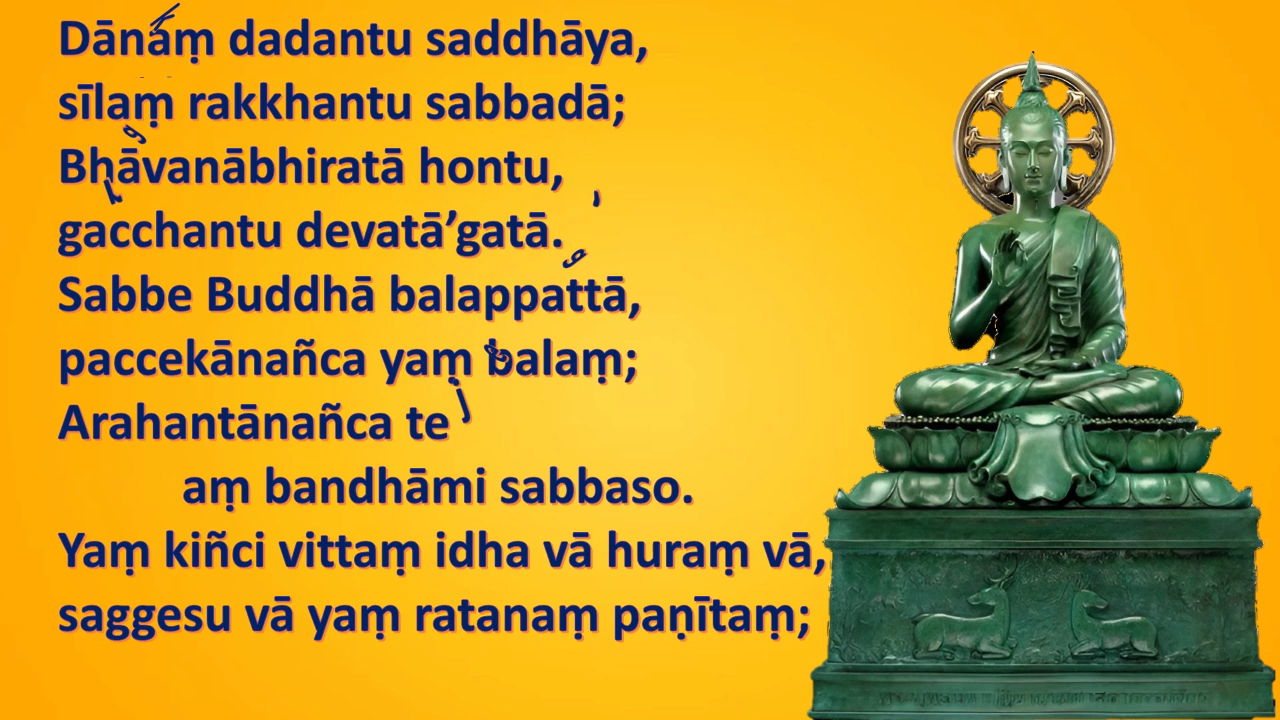 Dānaṃ dadantu saddhāya,
sīlaṃ rakkhantu sabbadā;
Bhāvanābhiratā hontu,
gacchantu devatā’gatā.
Sabbe Buddhā balappattā,
paccekānañca yaṃ balaṃ;
Arahantānañca te
aṃ bandhāmi sabbaso.
Yaṃ kiñci vittaṃ idha vā huraṃ vā,
saggesu vā yaṃ ratanaṃ paṇītaṃ;